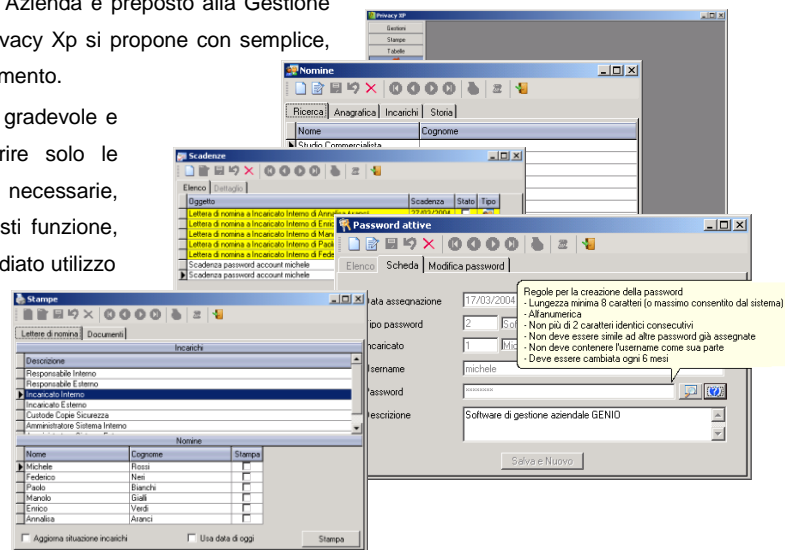 Azienda è preposto alla Gestione
ivacy Xp si propone con semplice,
mento.
gradevole e
rire solo le
necessarie,
sti funzione,
diato utilizzo
Privacy XP
Gestioni
Stampe
Tabelle
Nomine
Ricerca Anagrafica Incarichi Storia
Nome Cognome
Studio Commercialista
Scadenze
Elenco Dettaglio
Oggetto Scadenza Stato Tipo
Lettera di nomina a Incaricato Interno di Annalisa Aranci 27/03/2004
Lettera di nomina a Incaricato Interno di Enric
Lettera di nomina a Incaricato Interno di Man
Lettera di nomina a Incaricato Interno di Paol
Lettera di nomina a Incaricato Interno di Fede
Scadenza password account michele
Scadenza password account michele
Password attive
Elenco Scheda Modifica password
Data assegnazione 17/03/2004
Tipo password 2 Sof
Incaricato 1 Mic
Username michele
Password ********
Descrizione Software di gestione aziendale GENIO
Salva e Nuovo
Regole per la creazione della password
- Lungezza minima 8 caratteri (o massimo consentito dal sistema)
- Alfanumerica
- Non più di 2 caratteri identici consecutivi
- Non deve essere simile ad altre password già assegnate
- Non deve contenere l'username come sua parte
- Deve essere cambiata ogni 6 mesi
Stampe
Lettere di nomina Documenti
Incarichi
Descrizione
Responsabile Interno
Responsabile Esterno
Incaricato Interno
Incaricato Esterno
Custode Copie Sicurezza
Amministratore Sistema Interno
Nomine
Nome Cognome Stampa
Michele Rossi
Federico Neri
Paolo Bianchi
Manolo Gialli
Enrico Verdi
Annalisa Aranci
Aggiorna situazione incarichi Usa data di oggi Stampa